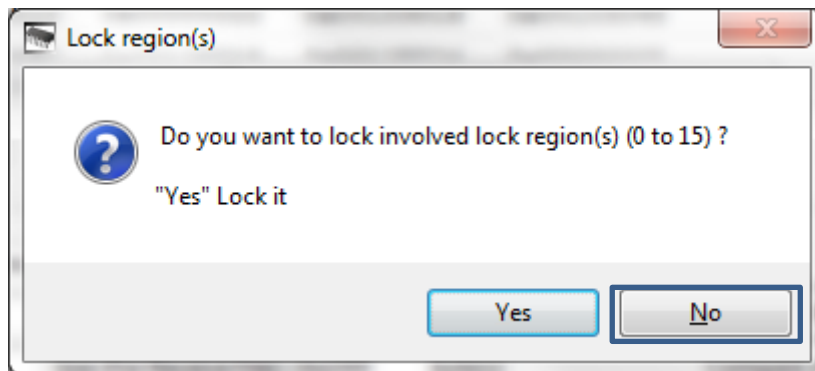 Lock region(s)
Do you want to lock involved lock region(s) (0 to 15) ?
"Yes" Lock it
Yes
No